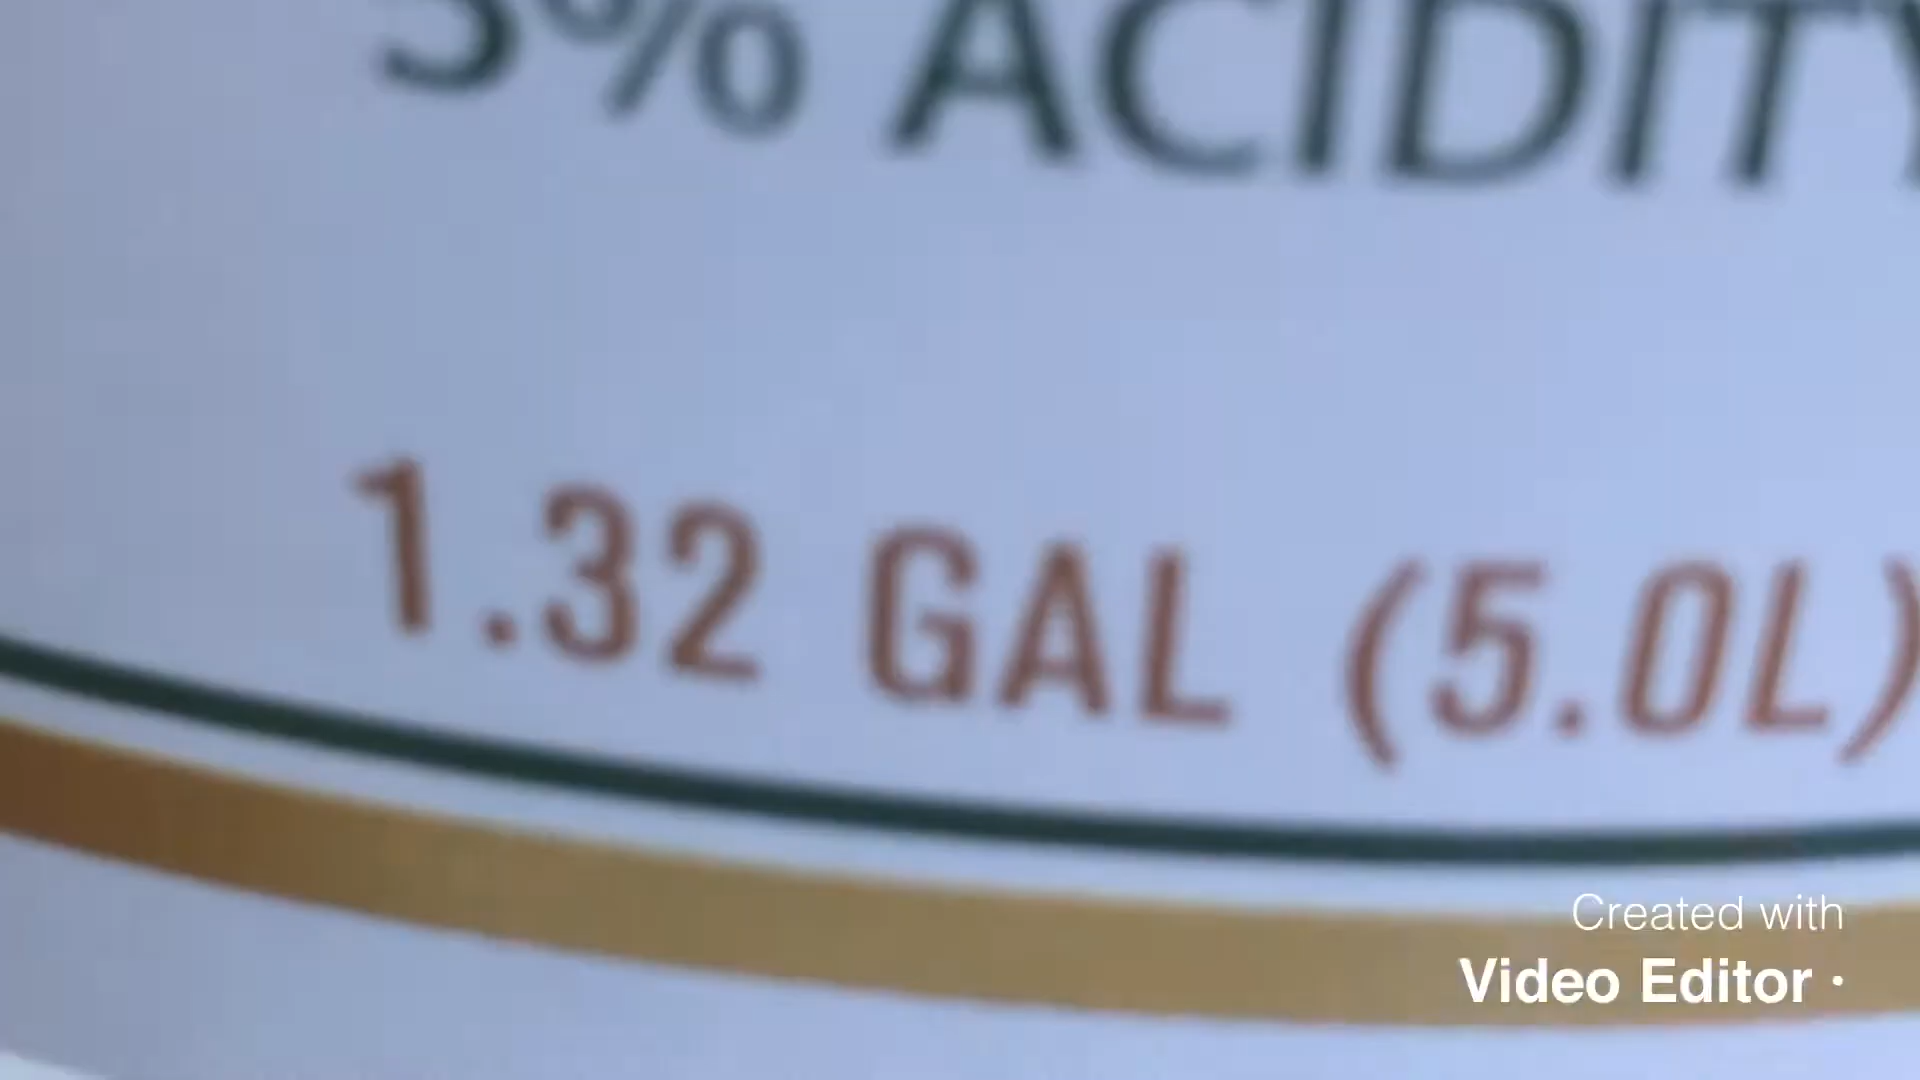 5% ACIDITY
1.32 GAL (5.0L)
Created with
Video Editor ·